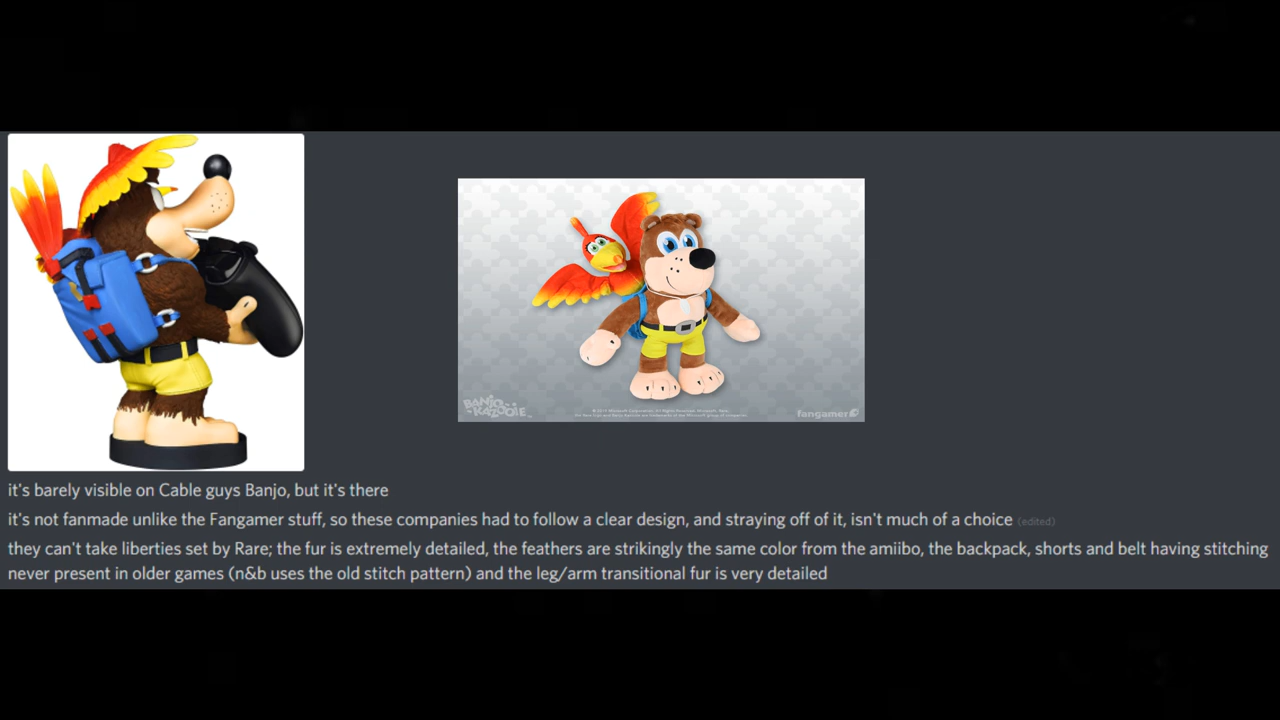 BANJO KAZOOIE
fangamer
it's barely visible on Cable guys Banjo, but it's there
it's not fanmade unlike the Fangamer stuff, so these companies had to follow a clear design, and straying off of it, isn't much of a choice (edited)
they can't take liberties set by Rare; the fur is extremely detailed, the feathers are strikingly the same color from the amiibo, the backpack, shorts and belt having stitching
never present in older games (n&b uses the old stitch pattern) and the leg/arm transitional fur is very detailed